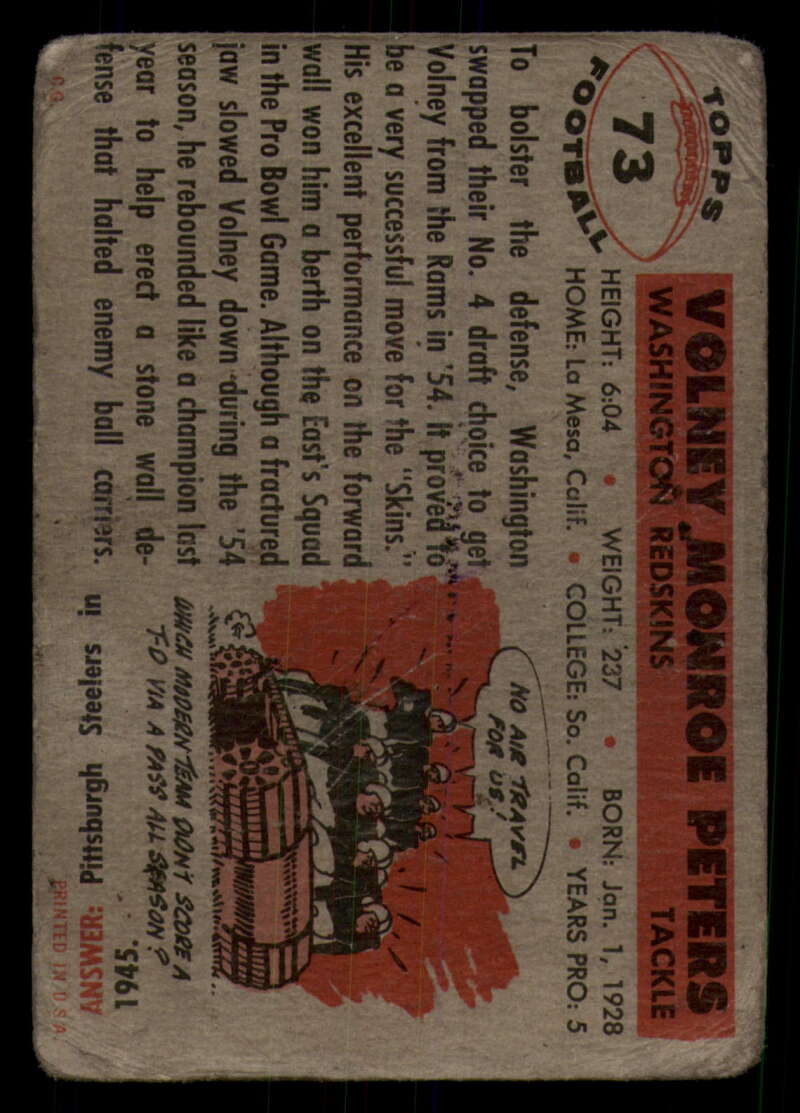 TOPPS
73
FOOTBALL
VOLNEY MONROE PETERS
WASHINGTON REDSKINS TACKLE
HEIGHT: 6:04 • WEIGHT: 237 • BORN: Jan. 1, 1928
HOME: La Mesa, Calif. • COLLEGE: So. Calif. • YEARS PRO: 5
To bolster the defense, Washington
swapped their No. 4 draft choice to get
Volney from the Rams in '54. It proved to
be a very successful move for the "Skins."
His excellent performance on the forward
wall won him a berth on the East's Squad
in the Pro Bowl Game. Although a fractured
jaw slowed Volney down during the '54
season, he rebounded like a champion last
year to help erect a stone wall de-
fense that halted enemy ball carriers.
NO AIR TRAVEL
FOR US!
WHICH MODERN TEAM DIDN'T SCORE A
T-D VIA A PASS ALL SEASON?
ANSWER: Pittsburgh Steelers in
1945.
C.G.
PRINTED IN U.S.A.